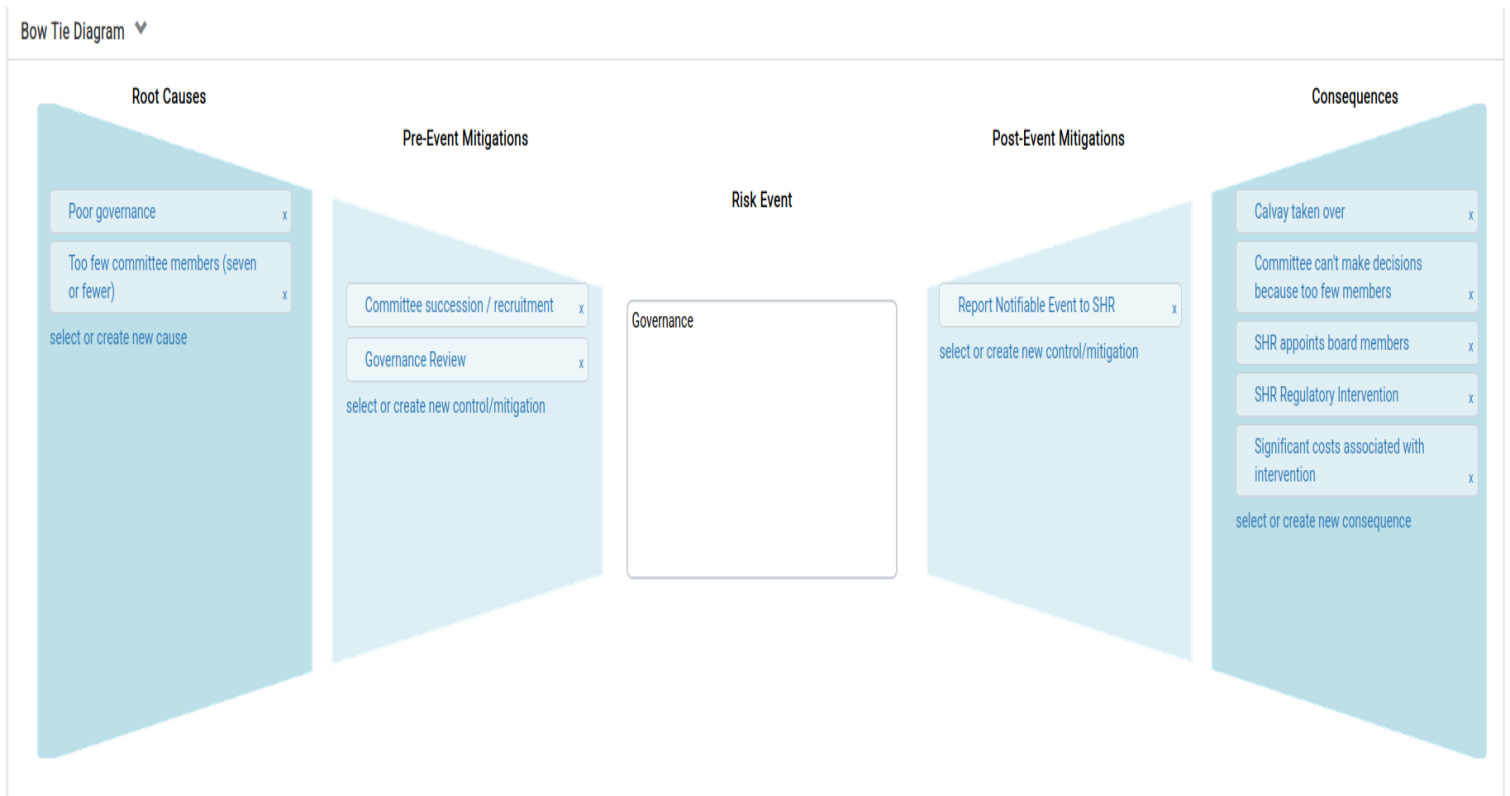 Bow Tie Diagram
Root Causes
Poor governance
x
Too few committee members (seven
or fewer)
x
select or create new cause
Pre-Event Mitigations
Committee succession / recruitment
x
Governance Review
x
select or create new control/mitigation
Risk Event
Governance
Post-Event Mitigations
Report Notifiable Event to SHR
x
select or create new control/mitigation
Consequences
Calvay taken over
x
Committee can't make decisions
because too few members
x
SHR appoints board members
x
SHR Regulatory Intervention
x
Significant costs associated with
intervention
x
select or create new consequence